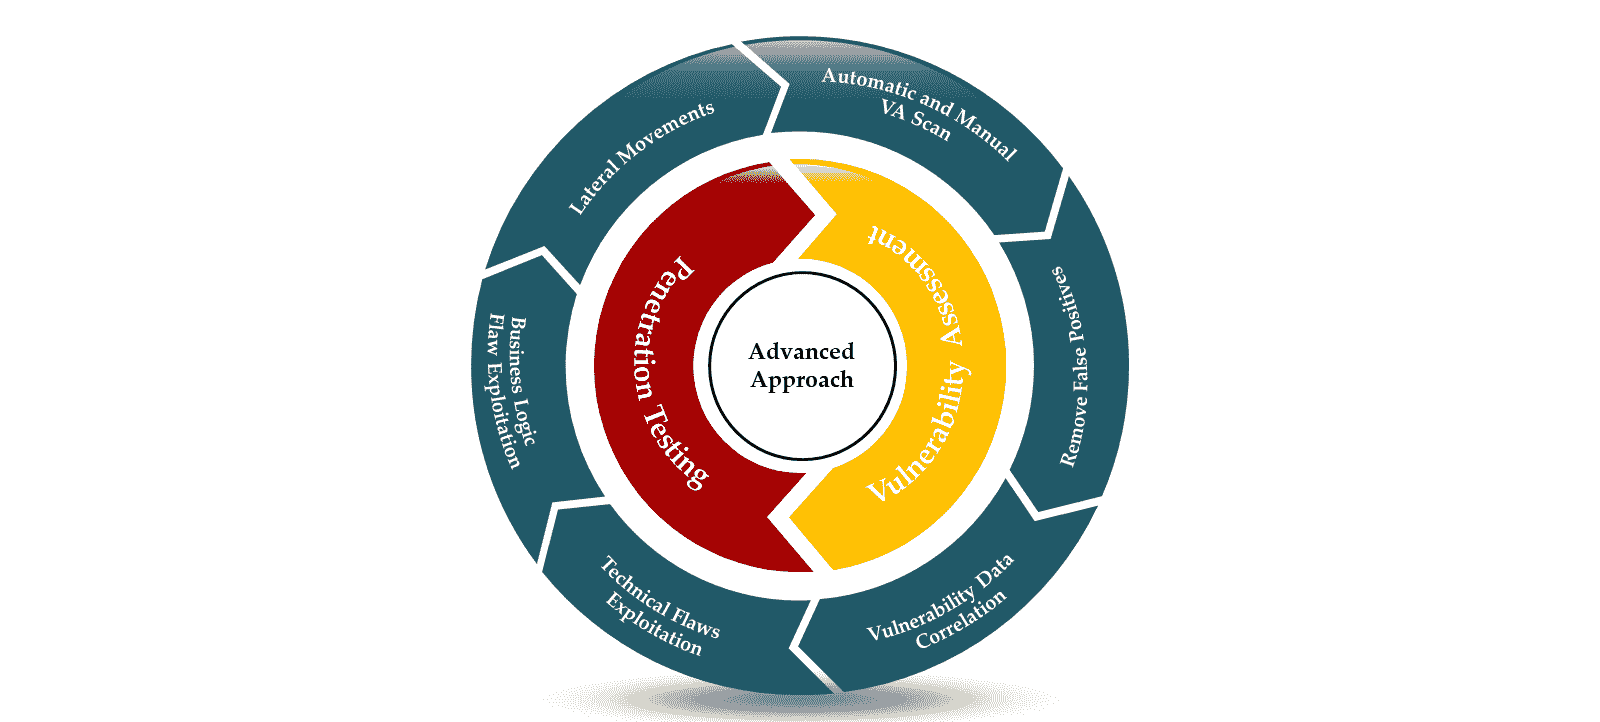 Automatic and Manual
VA Scan
Remove False Positives
Vulnerability Data
Correlation
Technical Flaws
Exploitation
Business Logic
Flaw Exploitation
Lateral Movements
Vulnerability Assessment
Penetration Testing
Advanced
Approach